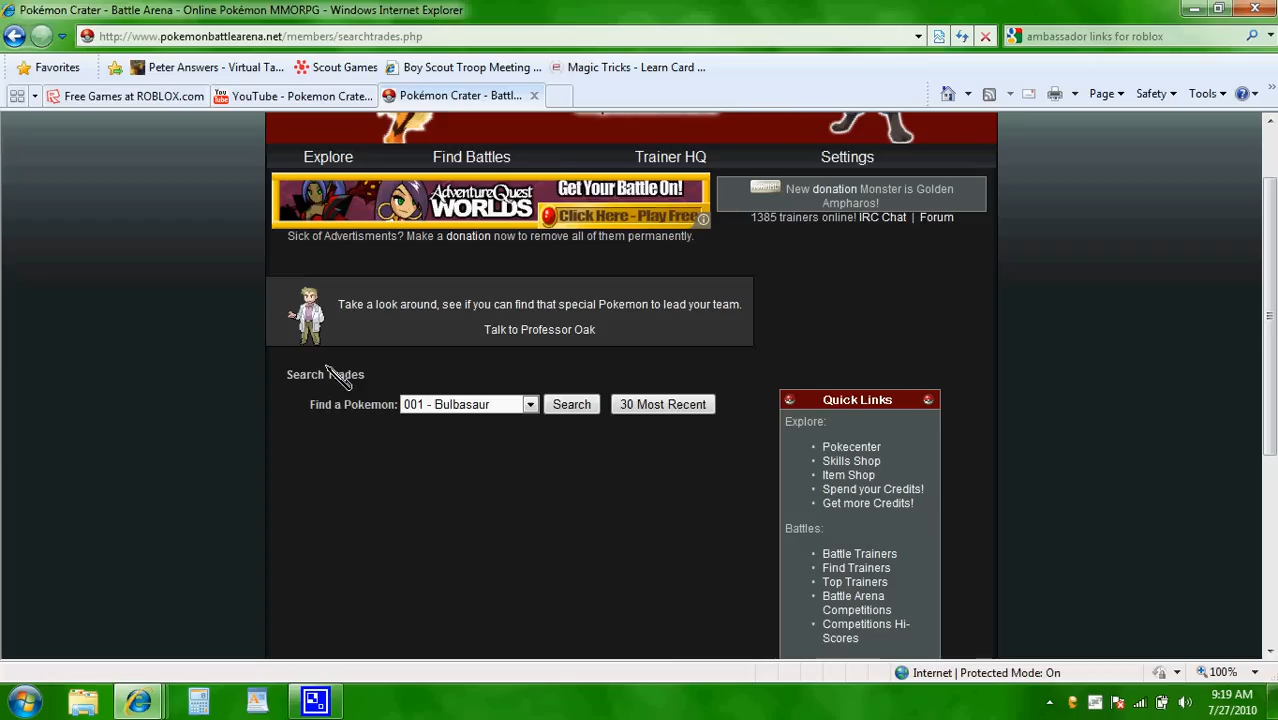 Pokémon Crater - Battle Arena - Online Pokémon MMORPG - Windows Internet Explorer
http://www.pokemonbattlearena.net/members/searchtrades.php
ambassador links for roblox
Favorites
Peter Answers - Virtual Ta...
Scout Games
Boy Scout Troop Meeting ...
Magic Tricks - Learn Card ...
Free Games at ROBLOX.com
YouTube - Pokemon Crate...
Pokémon Crater - Battl...
Page
Safety
Tools
Explore
Find Battles
Trainer HQ
Settings
AdventureQuest
WORLDS
Get Your Battle On!
Click Here - Play Free
New donation Monster is Golden
Ampharos!
1385 trainers online! IRC Chat | Forum
Sick of Advertisments? Make a donation now to remove all of them permanently.
Take a look around, see if you can find that special Pokemon to lead your team.
Talk to Professor Oak
Search Trades
Find a Pokemon:
001 - Bulbasaur
Search
30 Most Recent
Quick Links
Explore:
Pokecenter
Skills Shop
Item Shop
Spend your Credits!
Get more Credits!
Battles:
Battle Trainers
Find Trainers
Top Trainers
Battle Arena
Competitions
Competitions Hi-
Scores
Internet | Protected Mode: On
100%
9:19 AM
7/27/2010